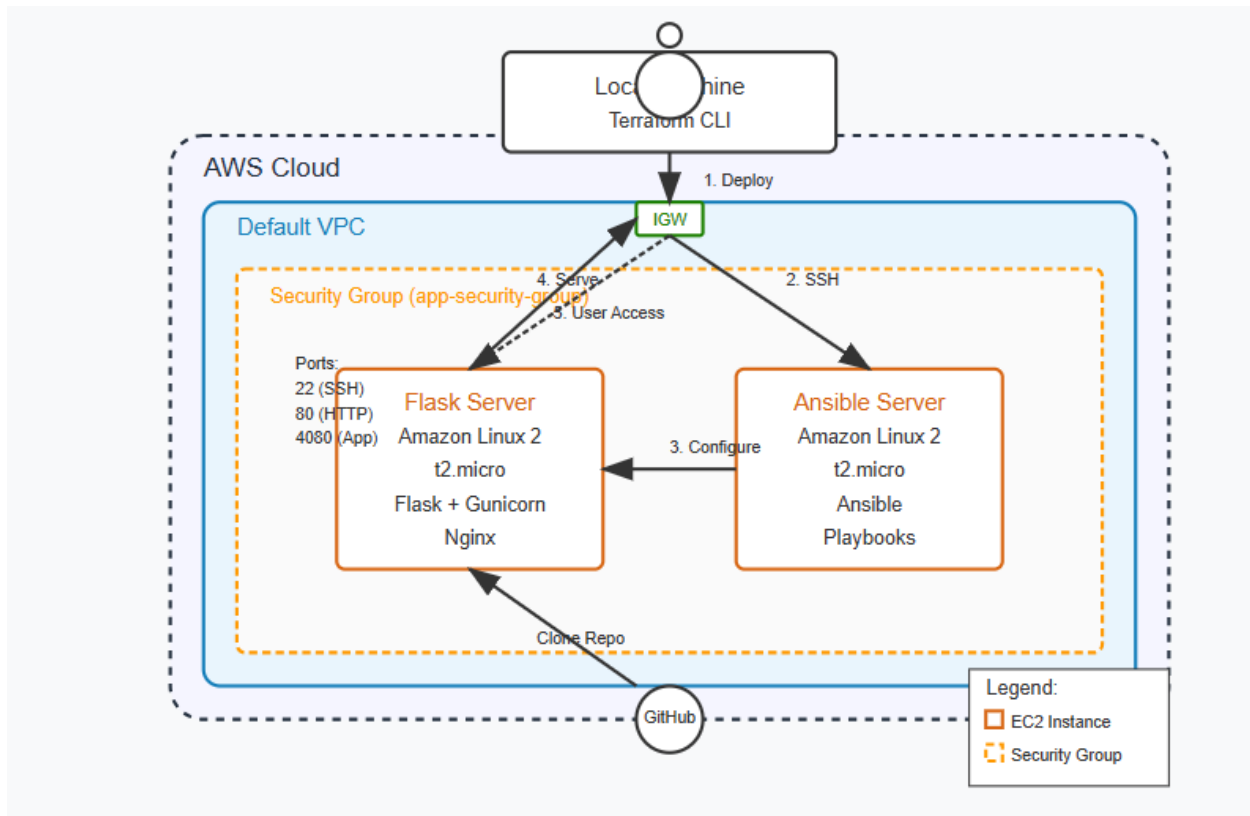 Terraform CLI
AWS Cloud
1. Deploy
Default VPC
IGW
4. Serve
2. SSH
Security Group (app-security-group)
User Access
Ports:
22 (SSH)
80 (HTTP)
4080 (App)
Flask Server
Amazon Linux 2
t2.micro
Flask + Gunicorn
Nginx
3. Configure
Ansible Server
Amazon Linux 2
t2.micro
Ansible
Playbooks
Clone Repo
GitHub
Legend:
EC2 Instance
Security Group